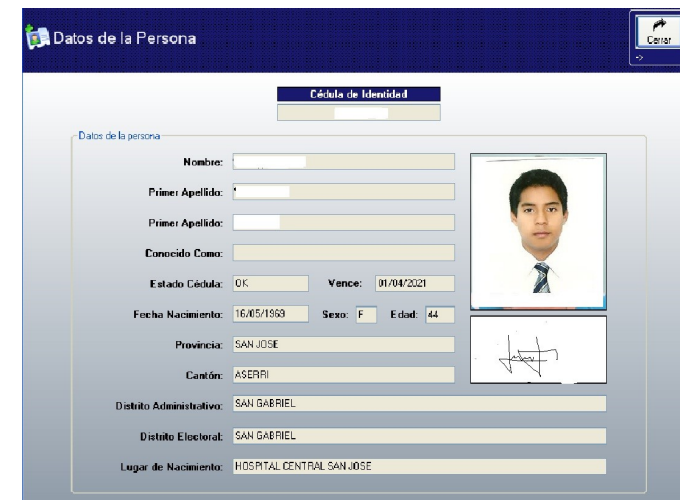 Datos de la Persona
Cerrar
->
Cédula de Identidad
Datos de la persona
Nombre:
Primer Apellido:
Primer Apellido:
Conocido Como:
Estado Cédula: OK Vence: 01/04/2021
Fecha Nacimiento: 16/05/1969 Sexo: F Edad: 44
Provincia: SAN JOSE
Cantón: ASERRI
Distrito Administrativo: SAN GABRIEL
Distrito Electoral: SAN GABRIEL
Lugar de Nacimiento: HOSPITAL CENTRAL SAN JOSE